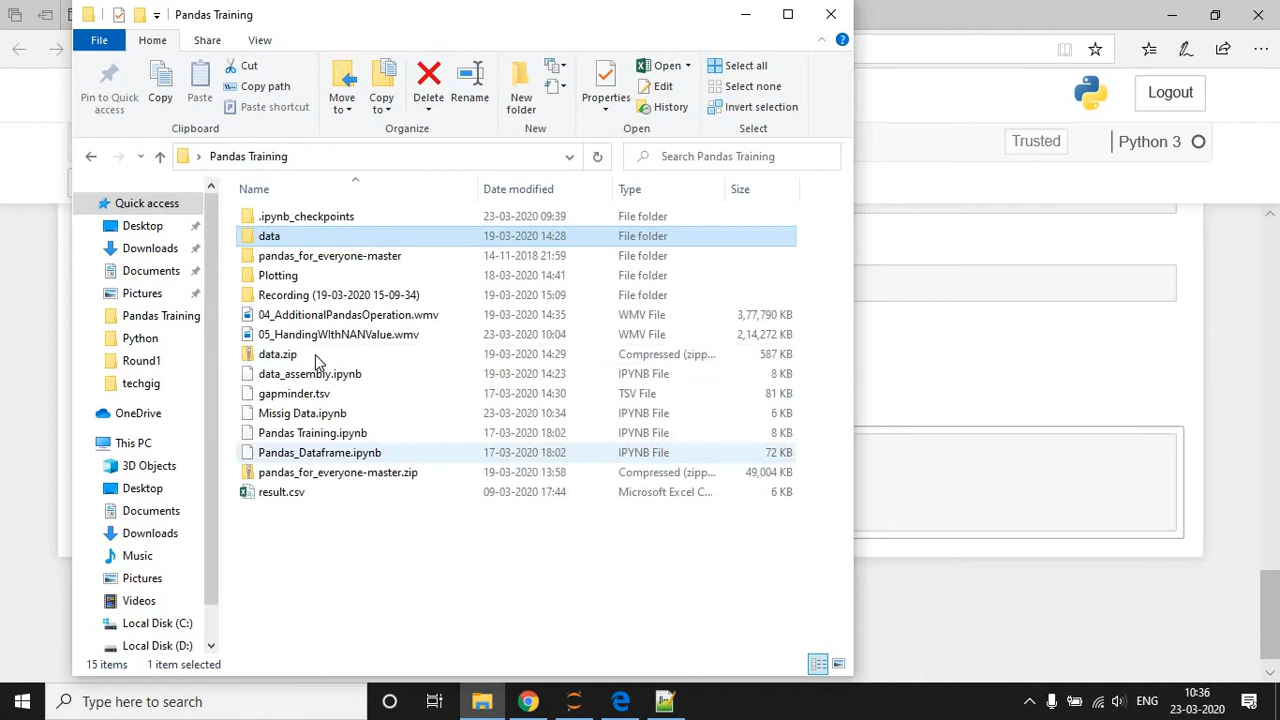 Pandas Training
File Home Share View
Pin to Quick access
Copy
Paste
Cut
Copy path
Paste shortcut
Clipboard
Move to
Copy to
Delete
Rename
Organize
New folder
New
Properties
Open
Edit
History
Open
Select all
Select none
Invert selection
Select
Logout
Trusted Python 3
Pandas Training
Search Pandas Training
Name Date modified Type Size
.ipynb_checkpoints 23-03-2020 09:39 File folder
data 19-03-2020 14:28 File folder
pandas_for_everyone-master 14-11-2018 21:59 File folder
Plotting 18-03-2020 14:41 File folder
Recording (19-03-2020 15-09-34) 19-03-2020 15:09 File folder
04_AdditionalPandasOperation.wmv 19-03-2020 14:35 WMV File 3,77,790 KB
05_HandingWIthNANValue.wmv 23-03-2020 10:04 WMV File 2,14,272 KB
data.zip 19-03-2020 14:29 Compressed (zipp... 587 KB
data_assembly.ipynb 19-03-2020 14:23 IPYNB File 8 KB
gapminder.tsv 17-03-2020 14:30 TSV File 81 KB
Missig Data.ipynb 23-03-2020 10:34 IPYNB File 6 KB
Pandas Training.ipynb 17-03-2020 18:02 IPYNB File 8 KB
Pandas_Dataframe.ipynb 17-03-2020 18:02 IPYNB File 72 KB
pandas_for_everyone-master.zip 19-03-2020 13:58 Compressed (zipp... 49,004 KB
result.csv 09-03-2020 17:44 Microsoft Excel C... 6 KB
Quick access
Desktop
Downloads
Documents
Pictures
Pandas Training
Python
Round1
techgig
OneDrive
This PC
3D Objects
Desktop
Documents
Downloads
Music
Pictures
Videos
Local Disk (C:)
Local Disk (D:)
15 items 1 item selected
Type here to search
ENG
10:36
23-03-2020